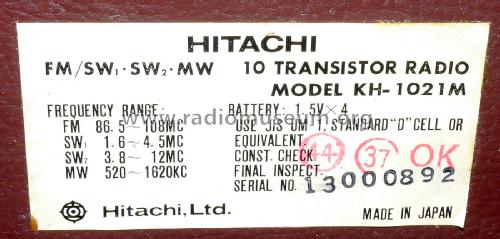 HITACHI
FM/SW₁·SW₂·MW 10 TRANSISTOR RADIO
MODEL KH-1021M
FREQUENCY RANGE:
FM 86.5~108MC
SW₁ 1.6~4.5MC
SW₂ 3.8~12MC
MW 520~1620KC
BATTERY: 1.5V×4
USE JIS UM 1, STANDARD "D" CELL OR
EQUIVALENT
CONST. CHECK 44 37 OK
FINAL INSPECT.
SERIAL NO. 13000892
Hitachi, Ltd.
MADE IN JAPAN
www.radiomuseum.org